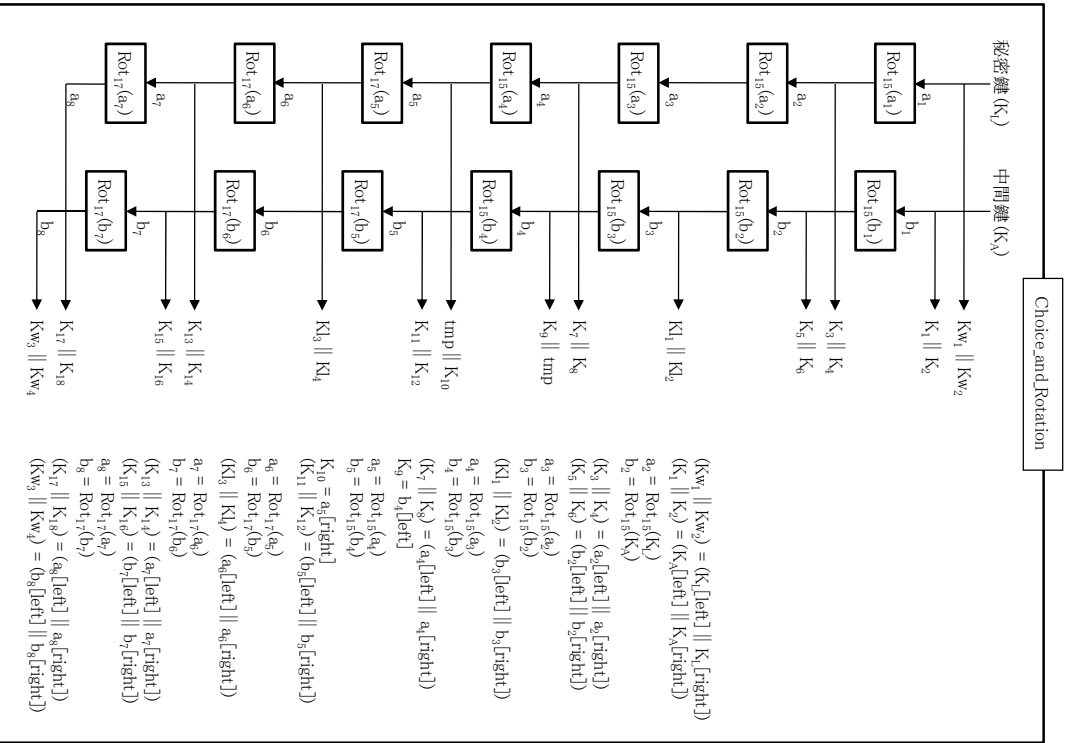 Choice_and_Rotation
秘密鍵(K_L)
中間鍵(K_A)
a_1
b_1
Kw_1 || Kw_2
K_1 || K_2
Rot_15(a_1)
Rot_15(b_1)
a_2
b_2
K_3 || K_4
K_5 || K_6
Rot_15(a_2)
Rot_15(b_2)
a_3
b_3
Kl_1 || Kl_2
Rot_15(a_3)
Rot_15(b_3)
a_4
b_4
K_7 || K_8
K_9 || tmp
Rot_15(a_4)
Rot_15(b_4)
a_5
b_5
tmp || K_10
K_11 || K_12
Rot_17(a_5)
Rot_17(b_5)
a_6
b_6
Kl_3 || Kl_4
Rot_17(a_6)
Rot_17(b_6)
a_7
b_7
K_13 || K_14
K_15 || K_16
Rot_17(a_7)
Rot_17(b_7)
a_8
b_8
K_17 || K_18
Kw_3 || Kw_4
(Kw_1 || Kw_2) = (K_L[left] || K_L[right])
(K_1 || K_2) = (K_A[left] || K_A[right])
a_2 = Rot_15(K_L)
b_2 = Rot_15(K_A)
(K_3 || K_4) = (a_2[left] || a_2[right])
(K_5 || K_6) = (b_2[left] || b_2[right])
a_3 = Rot_15(a_2)
b_3 = Rot_15(b_2)
(Kl_1 || Kl_2) = (b_3[left] || b_3[right])
a_4 = Rot_15(a_3)
b_4 = Rot_15(b_3)
(K_7 || K_8) = (a_4[left] || a_4[right])
K_9 = b_4[left]
a_5 = Rot_15(a_4)
b_5 = Rot_15(b_4)
K_10 = a_5[right]
(K_11 || K_12) = (b_5[left] || b_5[right])
a_6 = Rot_17(a_5)
b_6 = Rot_17(b_5)
(Kl_3 || Kl_4) = (a_6[left] || a_6[right])
a_7 = Rot_17(a_6)
b_7 = Rot_17(b_6)
(K_13 || K_14) = (a_7[left] || a_7[right])
(K_15 || K_16) = (b_7[left] || b_7[right])
a_8 = Rot_17(a_7)
b_8 = Rot_17(b_7)
(K_17 || K_18) = (a_8[left] || a_8[right])
(Kw_3 || Kw_4) = (b_8[left] || b_8[right])